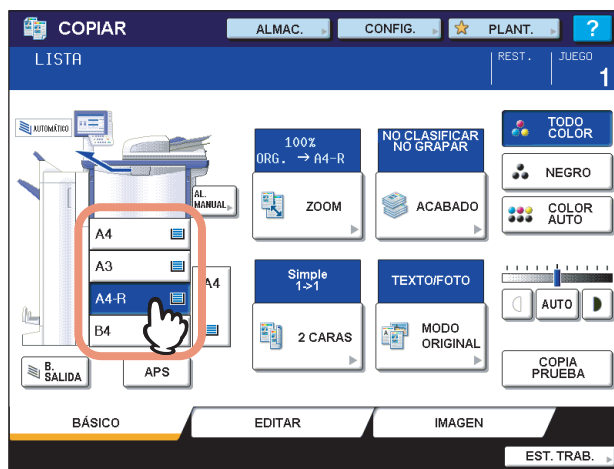 COPIAR
ALMAC.
CONFIG.
PLANT.
?
LISTA
REST.
JUEGO
1
AUTOMÁTICO
AL.
MANUAL
A4
A3
A4-R
B4
A4
B.
SALIDA
APS
100%
ORG. → A4-R
ZOOM
NO CLASIFICAR
NO GRAPAR
ACABADO
Simple
1->1
2 CARAS
TEXTO/FOTO
MODO
ORIGINAL
TODO
COLOR
NEGRO
COLOR
AUTO
AUTO
COPIA
PRUEBA
BÁSICO
EDITAR
IMAGEN
EST. TRAB.